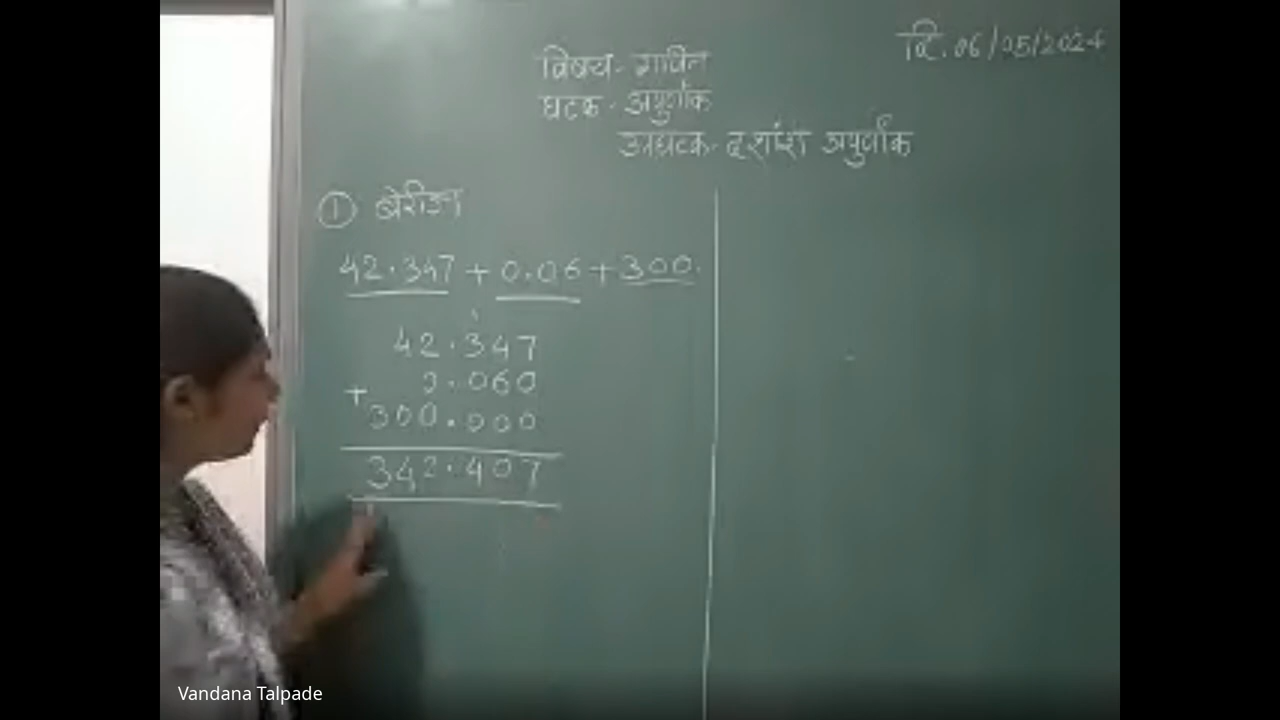 दि. 06/05/2024
विषय - गणित
घटक - अपुर्णांक
उपघटक - दशांश अपुर्णांक
① बेरीज
42.347 + 0.06 + 300.
1
42.347
+ 0.060
300.000
342.407
Vandana Talpade